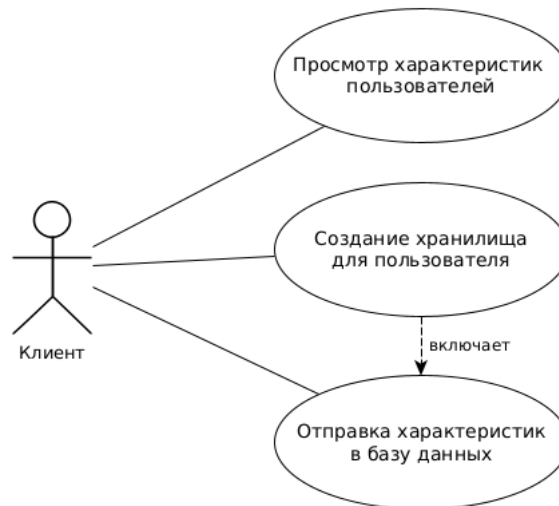 Просмотр характеристик
пользователей
Создание хранилища
для пользователя
включает
Клиент
Отправка характеристик
в базу данных